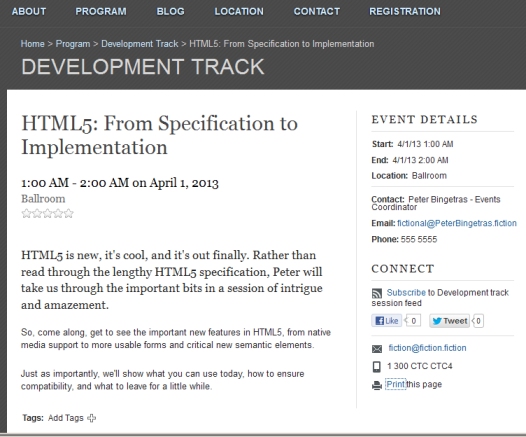 ABOUT PROGRAM BLOG LOCATION CONTACT REGISTRATION
Home > Program > Development Track > HTML5: From Specification to Implementation
DEVELOPMENT TRACK
HTML5: From Specification to
Implementation
1:00 AM - 2:00 AM on April 1, 2013
Ballroom
HTML5 is new, it's cool, and it's out finally. Rather than
read through the lengthy HTML5 specification, Peter will
take us through the important bits in a session of intrigue
and amazement.
So, come along, get to see the important new features in HTML5, from native
media support to more usable forms and critical new semantic elements.
Just as importantly, we'll show what you can use today, how to ensure
compatibility, and what to leave for a little while.
Tags: Add Tags
EVENT DETAILS
Start: 4/1/13 1:00 AM
End: 4/1/13 2:00 AM
Location: Ballroom
Contact: Peter Bingetras - Events
Coordinator
Email: fictional@PeterBingetras.fiction
Phone: 555 5555
CONNECT
Subscribe to Development track
session feed
Like 0 Tweet 0
fiction@fiction.fiction
1 300 CTC CTC4
Print this page